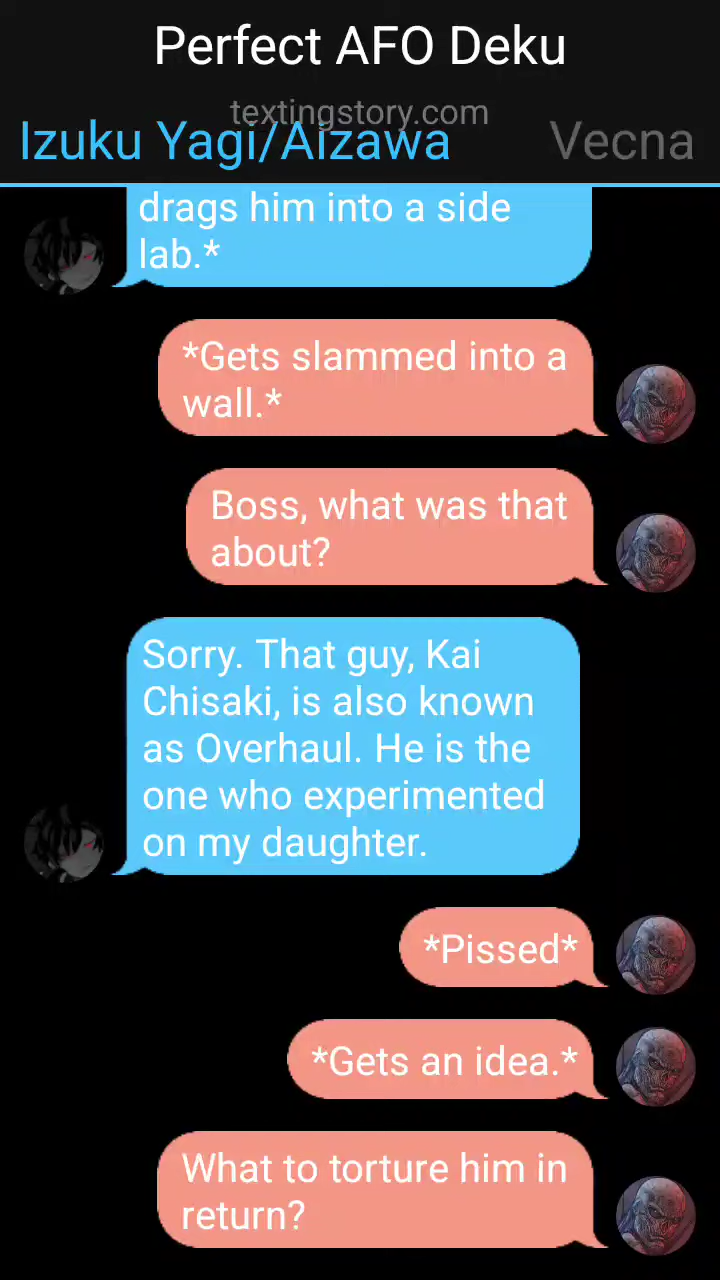 Perfect AFO Deku
textingstory.com
Izuku Yagi/Aizawa Vecna
drags him into a side
lab.*
*Gets slammed into a
wall.*
Boss, what was that
about?
Sorry. That guy, Kai
Chisaki, is also known
as Overhaul. He is the
one who experimented
on my daughter.
*Pissed*
*Gets an idea.*
What to torture him in
return?